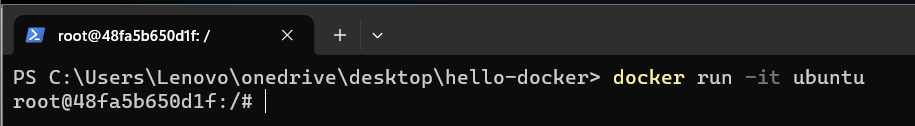 root@48fa5b650d1f: /
PS C:\Users\Lenovo\onedrive\desktop\hello-docker> docker run -it ubuntu
root@48fa5b650d1f:/#